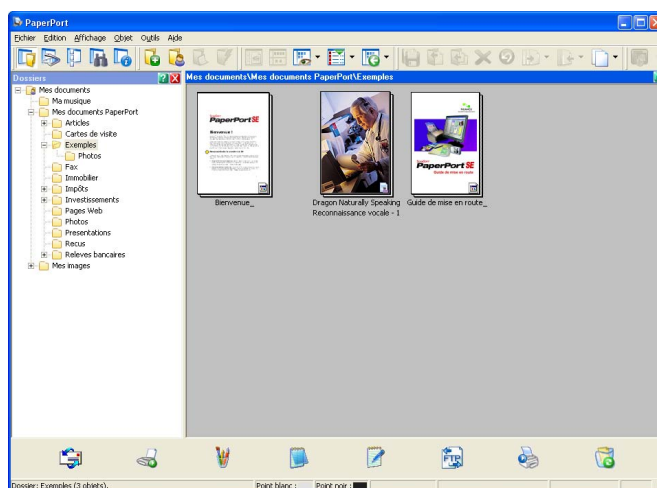 PaperPort
Fichier Edition Affichage Objet Outils Aide
Dossiers
Mes documents\Mes documents PaperPort\Exemples
Mes documents
Ma musique
Mes documents PaperPort
Articles
Cartes de visite
Exemples
Photos
Fax
Immobilier
Impôts
Investissements
Pages Web
Photos
Presentations
Recus
Releves bancaires
Mes images
PaperPort SE
Bienvenue !
Bienvenue_
Dragon Naturally Speaking
Reconnaissance vocale - 1
PaperPort SE
Guide de mise en route
Guide de mise en route_
FTP
Dossier: Exemples (3 objets).
Point blanc :
Point noir :